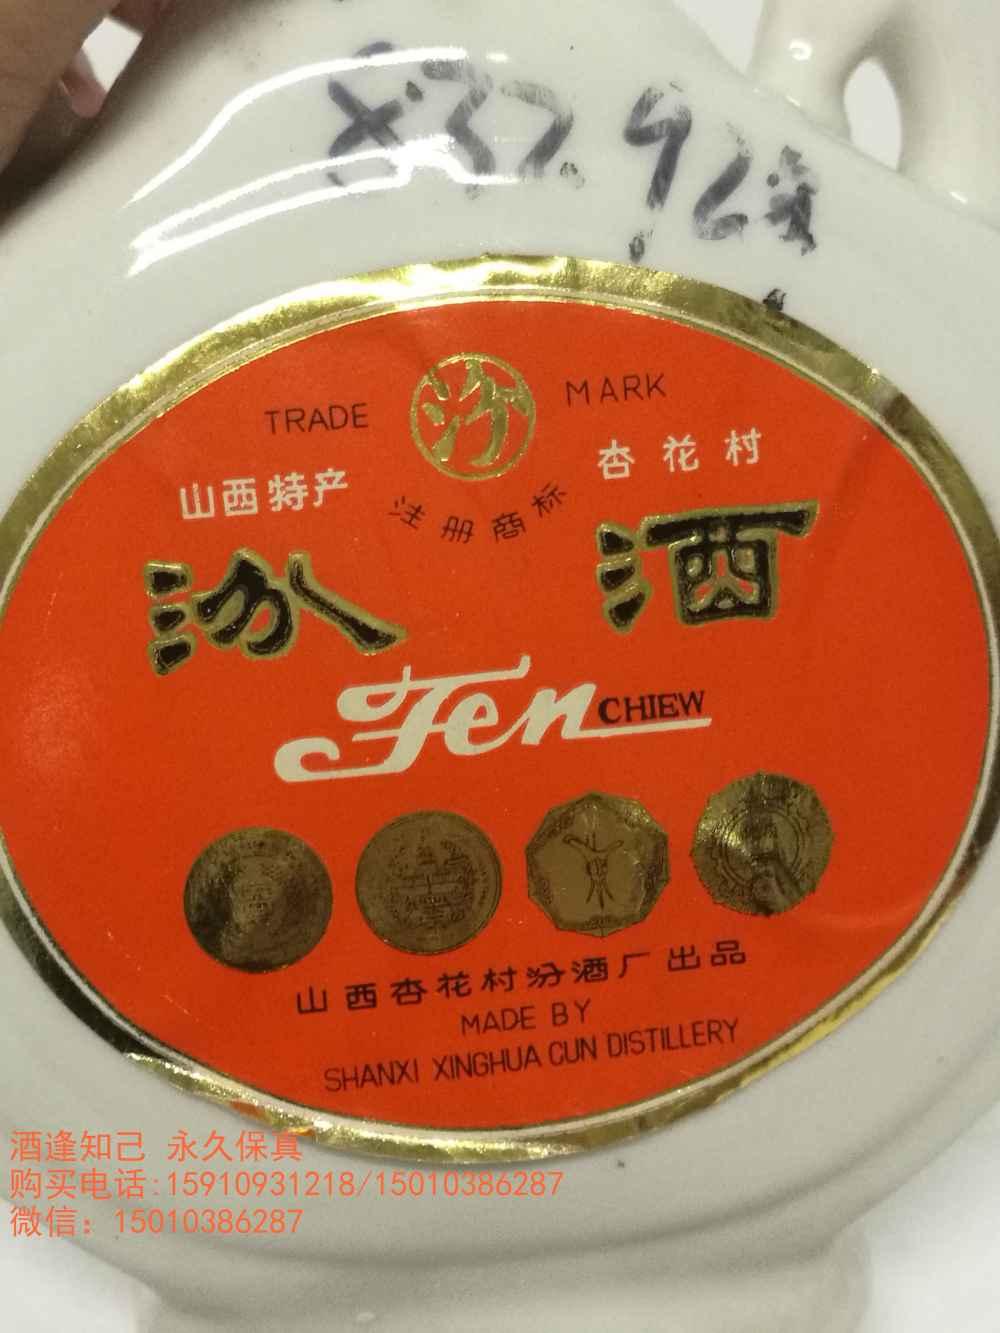 837.96
TRADE 汾 MARK
山西特产 注册商标 杏花村
汾酒
Fen CHIEW
山西杏花村汾酒厂出品
MADE BY
SHANXI XINGHUA CUN DISTILLERY
酒逢知己 永久保真
购买电话:15910931218/15010386287
微信：15010386287